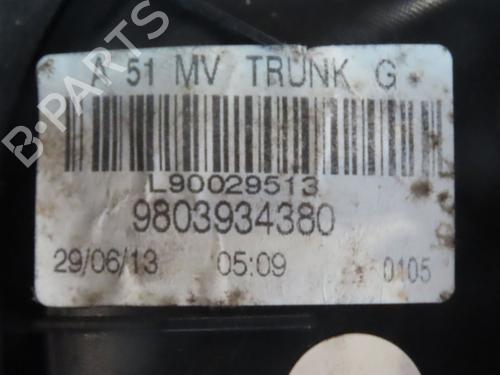 A 51 MV TRUNK G
L90029513
9803934380
29/06/13 05:09 0105
B-PARTS